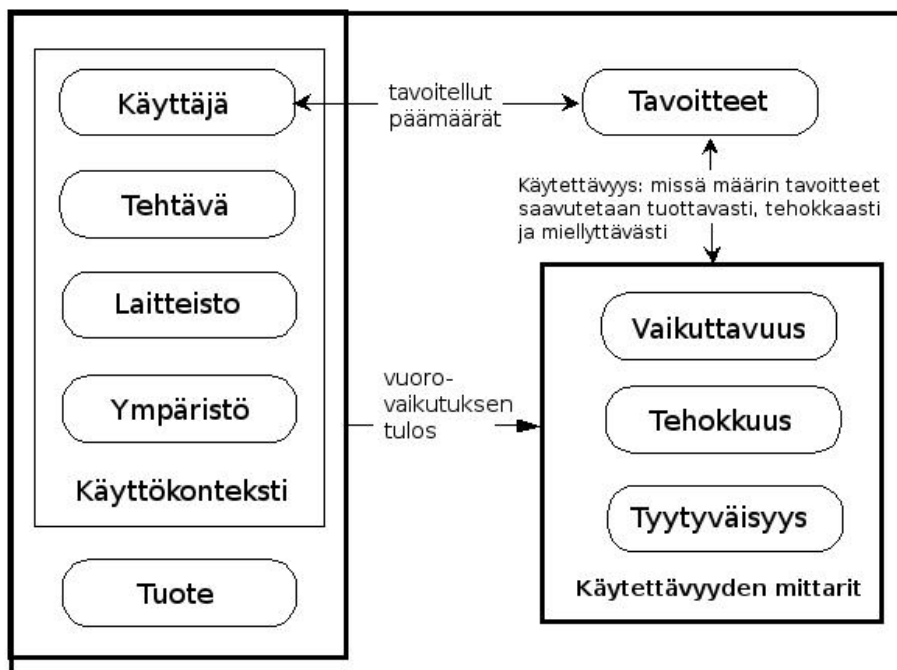 Käyttäjä
Tehtävä
Laitteisto
Ympäristö
Käyttökonteksti
Tuote
tavoitellut
päämäärät
Tavoitteet
Käytettävyys: missä määrin tavoitteet
saavutetaan tuottavasti, tehokkaasti
ja miellyttävästi
vuoro-
vaikutuksen
tulos
Vaikuttavuus
Tehokkuus
Tyytyväisyys
Käytettävyyden mittarit